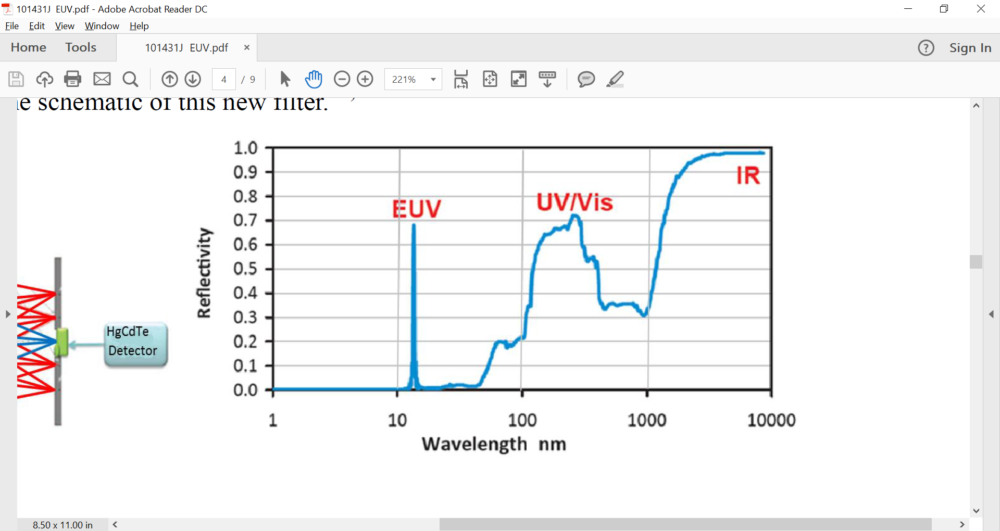 101431J EUV.pdf - Adobe Acrobat Reader DC
File Edit View Window Help
Home Tools 101431J EUV.pdf × ? Sign In
4 / 9 221%
schematic of this new filter.
1.0
0.9
0.8
0.7
0.6
0.5
0.4
0.3
0.2
0.1
0.0
Reflectivity
EUV
UV/Vis
IR
HgCdTe
Detector
1 10 100 1000 10000
Wavelength nm
8.50 x 11.00 in